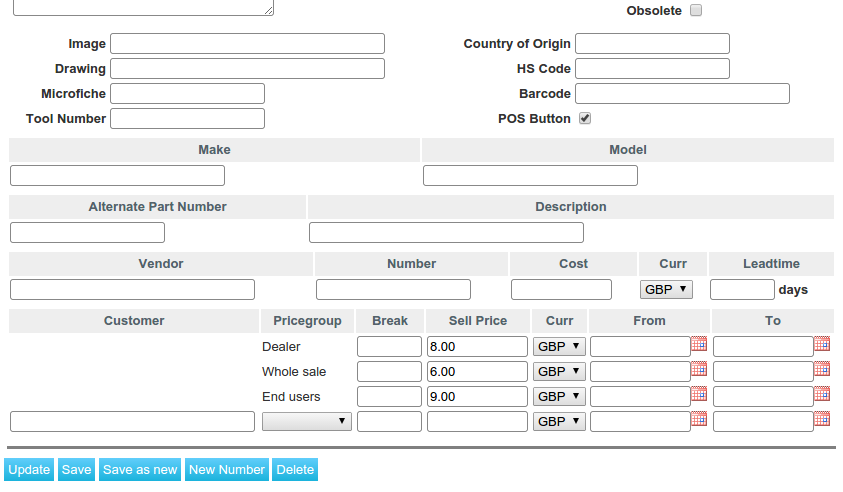 Obsolete
Image Country of Origin
Drawing HS Code
Microfiche Barcode
Tool Number POS Button
Make Model
Alternate Part Number Description
Vendor Number Cost Curr Leadtime
GBP days
Customer Pricegroup Break Sell Price Curr From To
Dealer 8.00 GBP
Whole sale 6.00 GBP
End users 9.00 GBP
GBP
Update Save Save as new New Number Delete